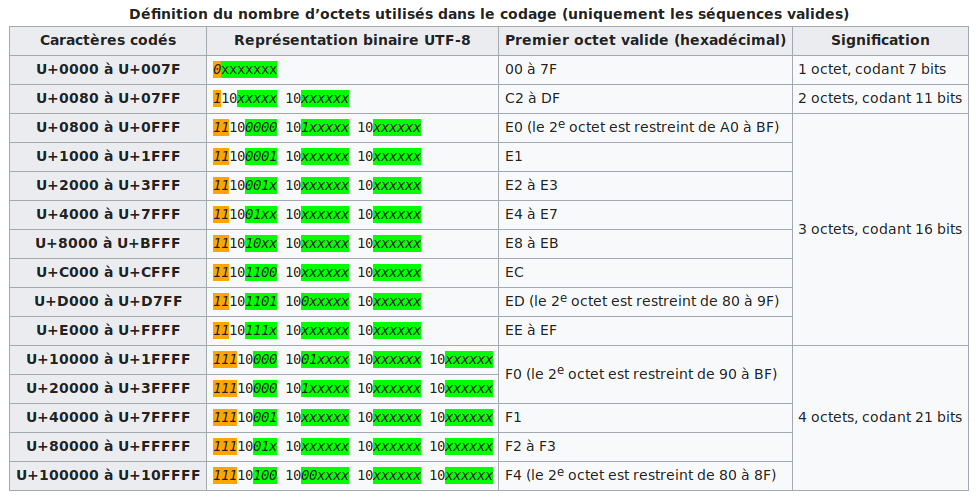 Définition du nombre d’octets utilisés dans le codage (uniquement les séquences valides)
Caractères codés Représentation binaire UTF-8 Premier octet valide (hexadécimal) Signification
U+0000 à U+007F 0xxxxxxx 00 à 7F 1 octet, codant 7 bits
U+0080 à U+07FF 110xxxxx 10xxxxxx C2 à DF 2 octets, codant 11 bits
U+0800 à U+0FFF 11100000 101xxxxx 10xxxxxx E0 (le 2e octet est restreint de A0 à BF)
U+1000 à U+1FFF 11100001 10xxxxxx 10xxxxxx E1
U+2000 à U+3FFF 1110001x 10xxxxxx 10xxxxxx E2 à E3
U+4000 à U+7FFF 111001xx 10xxxxxx 10xxxxxx E4 à E7
3 octets, codant 16 bits
U+8000 à U+BFFF 111010xx 10xxxxxx 10xxxxxx E8 à EB
U+C000 à U+CFFF 11101100 10xxxxxx 10xxxxxx EC
U+D000 à U+D7FF 11101101 100xxxxx 10xxxxxx ED (le 2e octet est restreint de 80 à 9F)
U+E000 à U+FFFF 1110111x 10xxxxxx 10xxxxxx EE à EF
U+10000 à U+1FFFF 11110000 1001xxxx 10xxxxxx 10xxxxxx
F0 (le 2e octet est restreint de 90 à BF)
U+20000 à U+3FFFF 11110000 101xxxxx 10xxxxxx 10xxxxxx
U+40000 à U+7FFFF 11110001 10xxxxxx 10xxxxxx 10xxxxxx F1 4 octets, codant 21 bits
U+80000 à U+FFFFF 1111001x 10xxxxxx 10xxxxxx 10xxxxxx F2 à F3
U+100000 à U+10FFFF 11110100 1000xxxx 10xxxxxx 10xxxxxx F4 (le 2e octet est restreint de 80 à 8F)